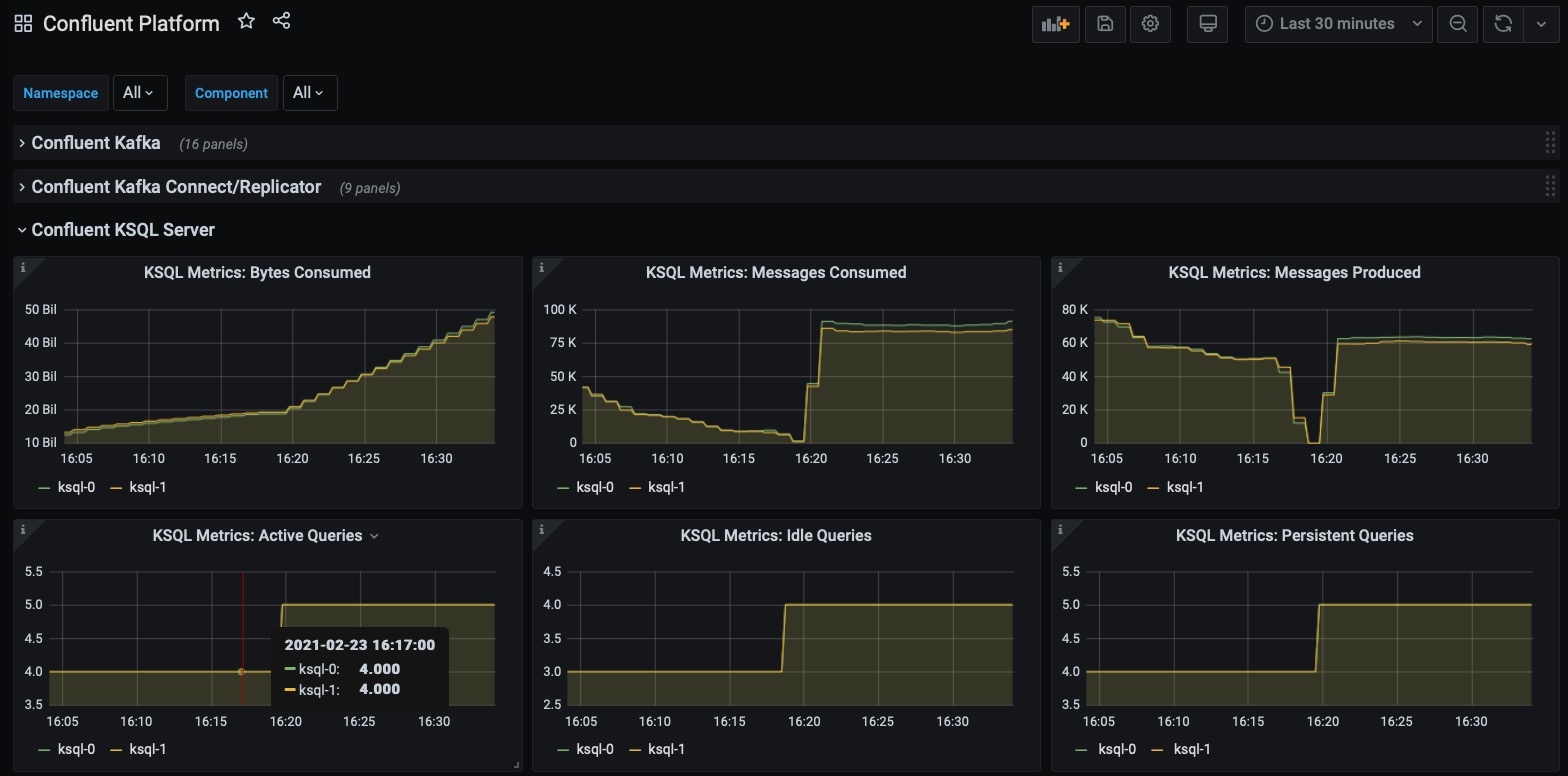 Confluent Platform
Last 30 minutes
Namespace All Component All
Confluent Kafka (16 panels)
Confluent Kafka Connect/Replicator (9 panels)
Confluent KSQL Server
KSQL Metrics: Bytes Consumed
50 Bil
40 Bil
30 Bil
20 Bil
10 Bil
16:05 16:10 16:15 16:20 16:25 16:30
ksql-0 ksql-1
KSQL Metrics: Messages Consumed
100 K
75 K
50 K
25 K
0
16:05 16:10 16:15 16:20 16:25 16:30
ksql-0 ksql-1
KSQL Metrics: Messages Produced
80 K
60 K
40 K
20 K
0
16:05 16:10 16:15 16:20 16:25 16:30
ksql-0 ksql-1
KSQL Metrics: Active Queries
5.5
5.0
4.5
4.0
3.5
16:05 16:10 16:15 16:20 16:25 16:30
2021-02-23 16:17:00
ksql-0: 4.000
ksql-1: 4.000
ksql-0 ksql-1
KSQL Metrics: Idle Queries
4.5
4.0
3.5
3.0
2.5
16:05 16:10 16:15 16:20 16:25 16:30
ksql-0 ksql-1
KSQL Metrics: Persistent Queries
5.5
5.0
4.5
4.0
3.5
16:05 16:10 16:15 16:20 16:25 16:30
ksql-0 ksql-1